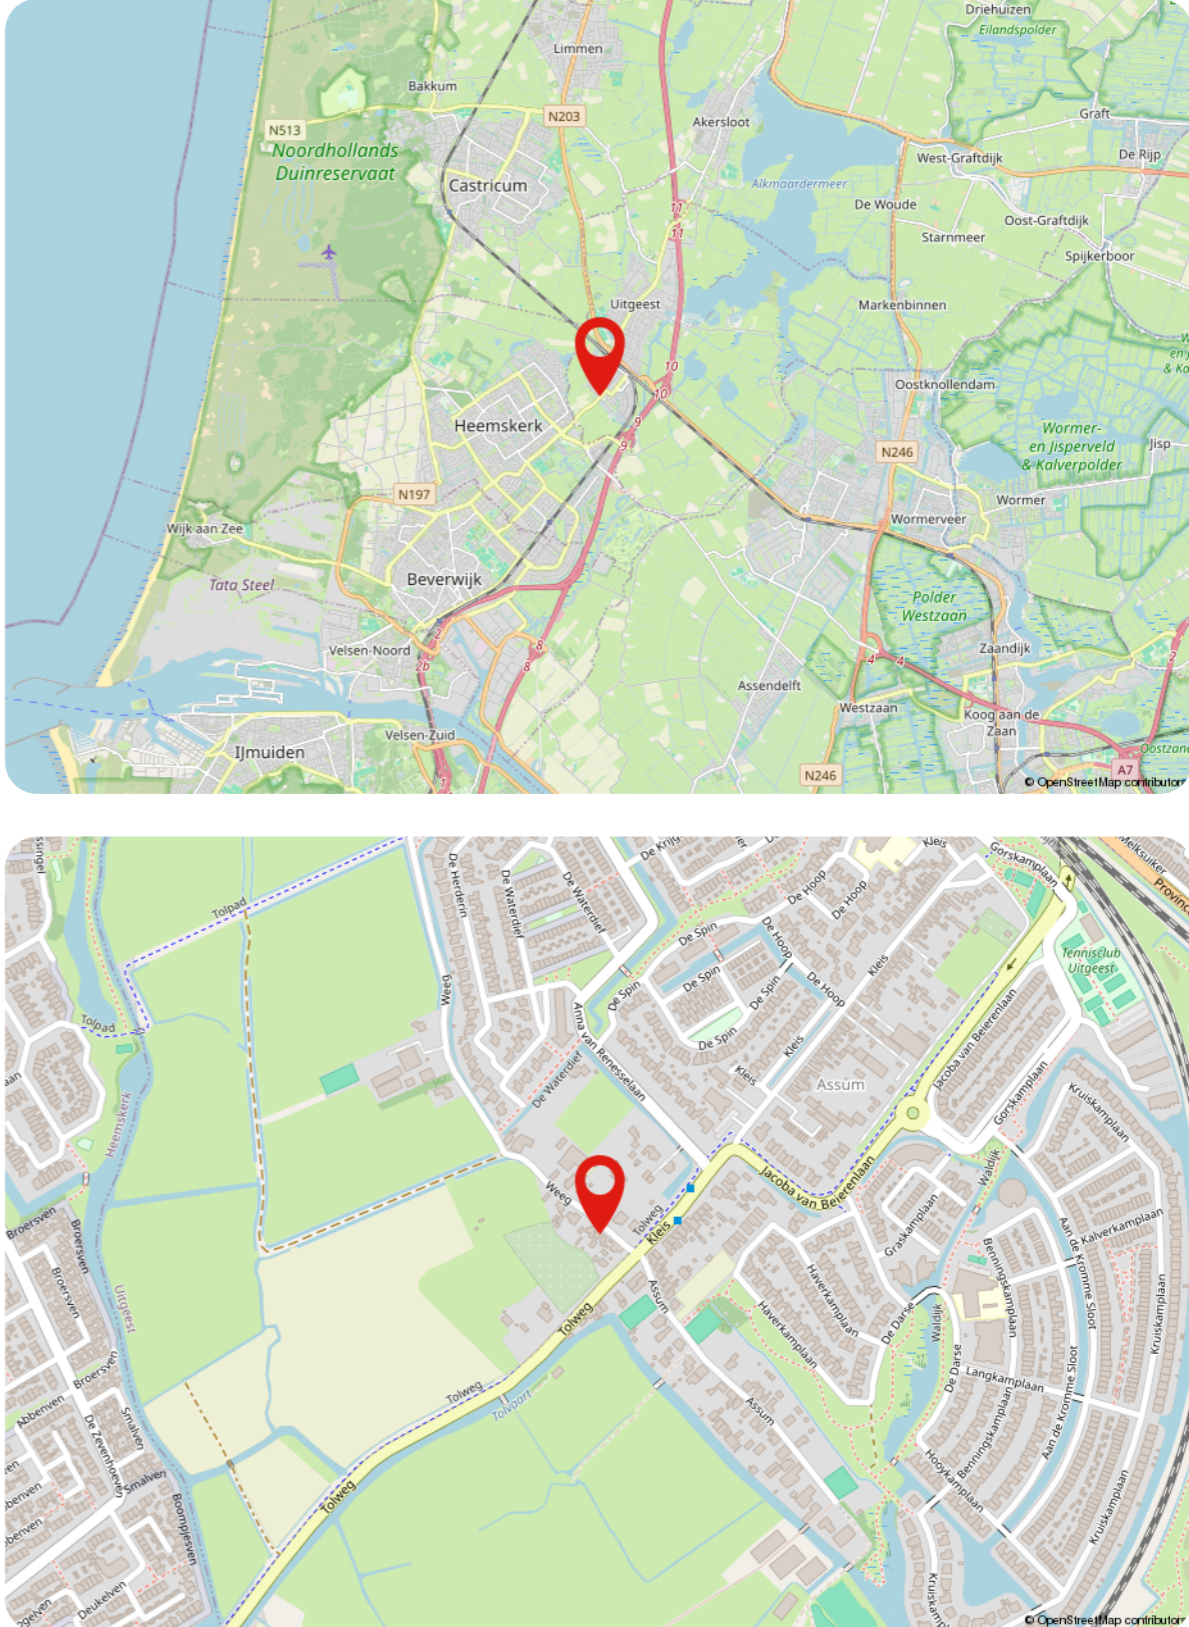 Driehuizen
Eilandspolder
Limmen
Bakkum
N203
Akersloot
Graft
N513
Noordhollands
Duinreservaat
West-Graftdijk
De Rijp
Castricum
Alkmaardermeer
De Woude
11
Oost-Graftdijk
11
Starnmeer
Spijkerboor
Uitgeest
Markenbinnen
10
10
Oostknollendam
Heemskerk
9
9
Wormer-
en Jisperveld
& Kalverpolder
Jisp
N246
N197
Wormer
Wijk aan Zee
Wormerveer
Tata Steel
Beverwijk
Polder
Westzaan
2
2b
Velsen-Noord
8
8
Zaandijk
4
4
2
Assendelft
Westzaan
Koog aan de
Zaan
Velsen-Zuid
IJmuiden
N246
A7
1
© OpenStreetMap contributors
De Herderin
De Waterdief
De Waterdief
De Hoop
De Hoop
Kleis
Gorskamplaan
Melksuiker
Tolpad
De Spin
De Hoop
Tennisclub
Uitgeest
Kleis
De Spin
De Spin
De Spin
De Hoop
Weeg
Tolpad
Anna van Renesselaan
De Spin
Kleis
Kleis
Jacoba van Beierenlaan
De Waterdief
Assum
Gorskamplaan
Kruiskamplaan
Heemskerk
Weeg
Jacoba van Beierenlaan
Waldijk
Tolweg
Kleis
Graskamplaan
Kalverkamplaan
Broersven
Broersven
Broersven
Aan de Kromme Sloot
Benningskamplaan
Assum
Haverkamplaan
Haverkamplaan
Uitgeest
Tolweg
De Darse
Waldijk
Kruiskamplaan
De Darse
Langkamplaan
Broersven
Tolweg
Tolvaart
Assum
Abbenven
Smalven
De Zevenhoeven
Benningskamplaan
Aan de Kromme Sloot
Hooykamplaan
Smalven
Tolweg
Boompjesven
Kruiskamplaan
Deukelven
© OpenStreetMap contributors